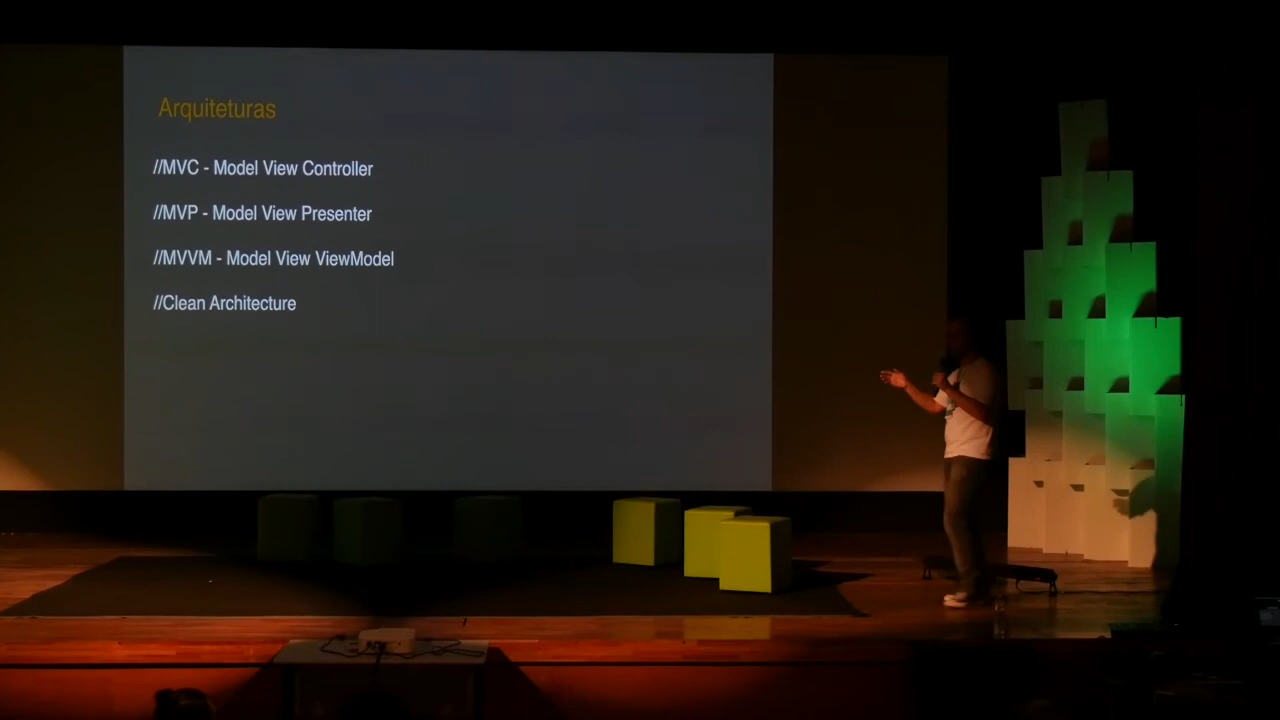 Arquiteturas
//MVC - Model View Controller
//MVP - Model View Presenter
//MVVM - Model View ViewModel
//Clean Architecture